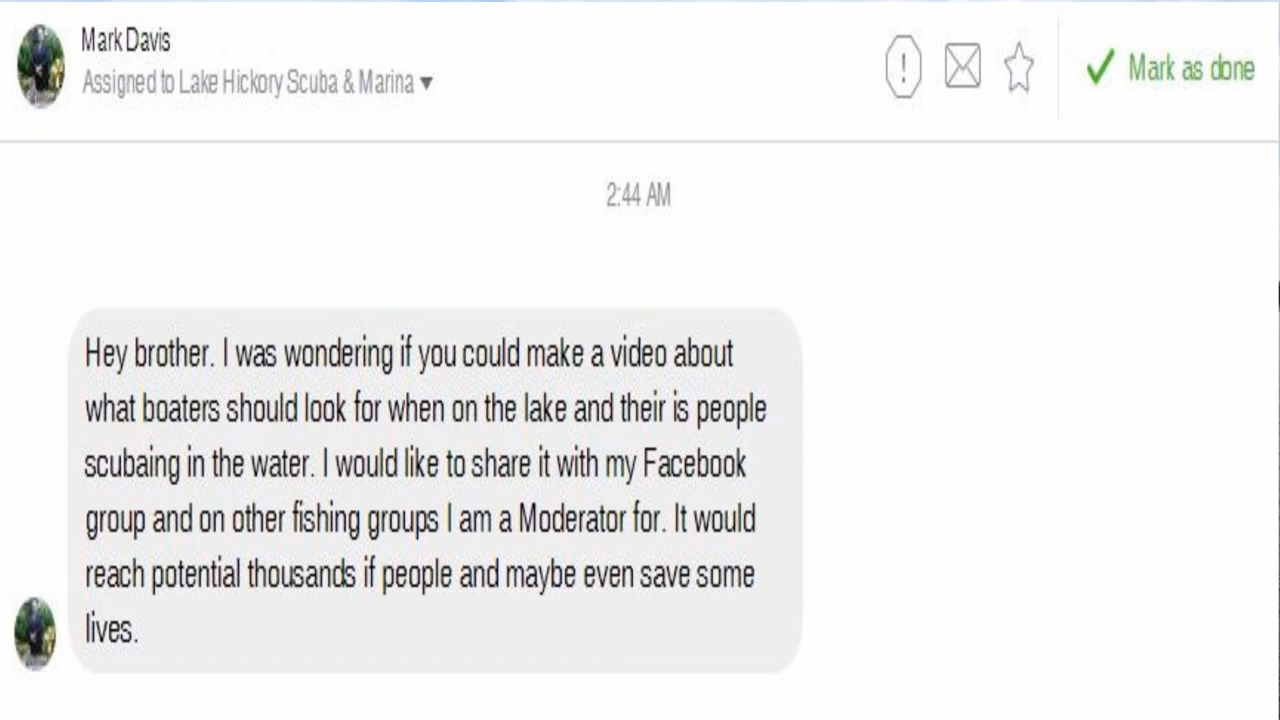 Mark Davis
Assigned to Lake Hickory Scuba & Marina
Mark as done
2:44 AM
Hey brother. I was wondering if you could make a video about
what boaters should look for when on the lake and their is people
scubaing in the water. I would like to share it with my Facebook
group and on other fishing groups I am a Moderator for. It would
reach potential thousands if people and maybe even save some
lives.